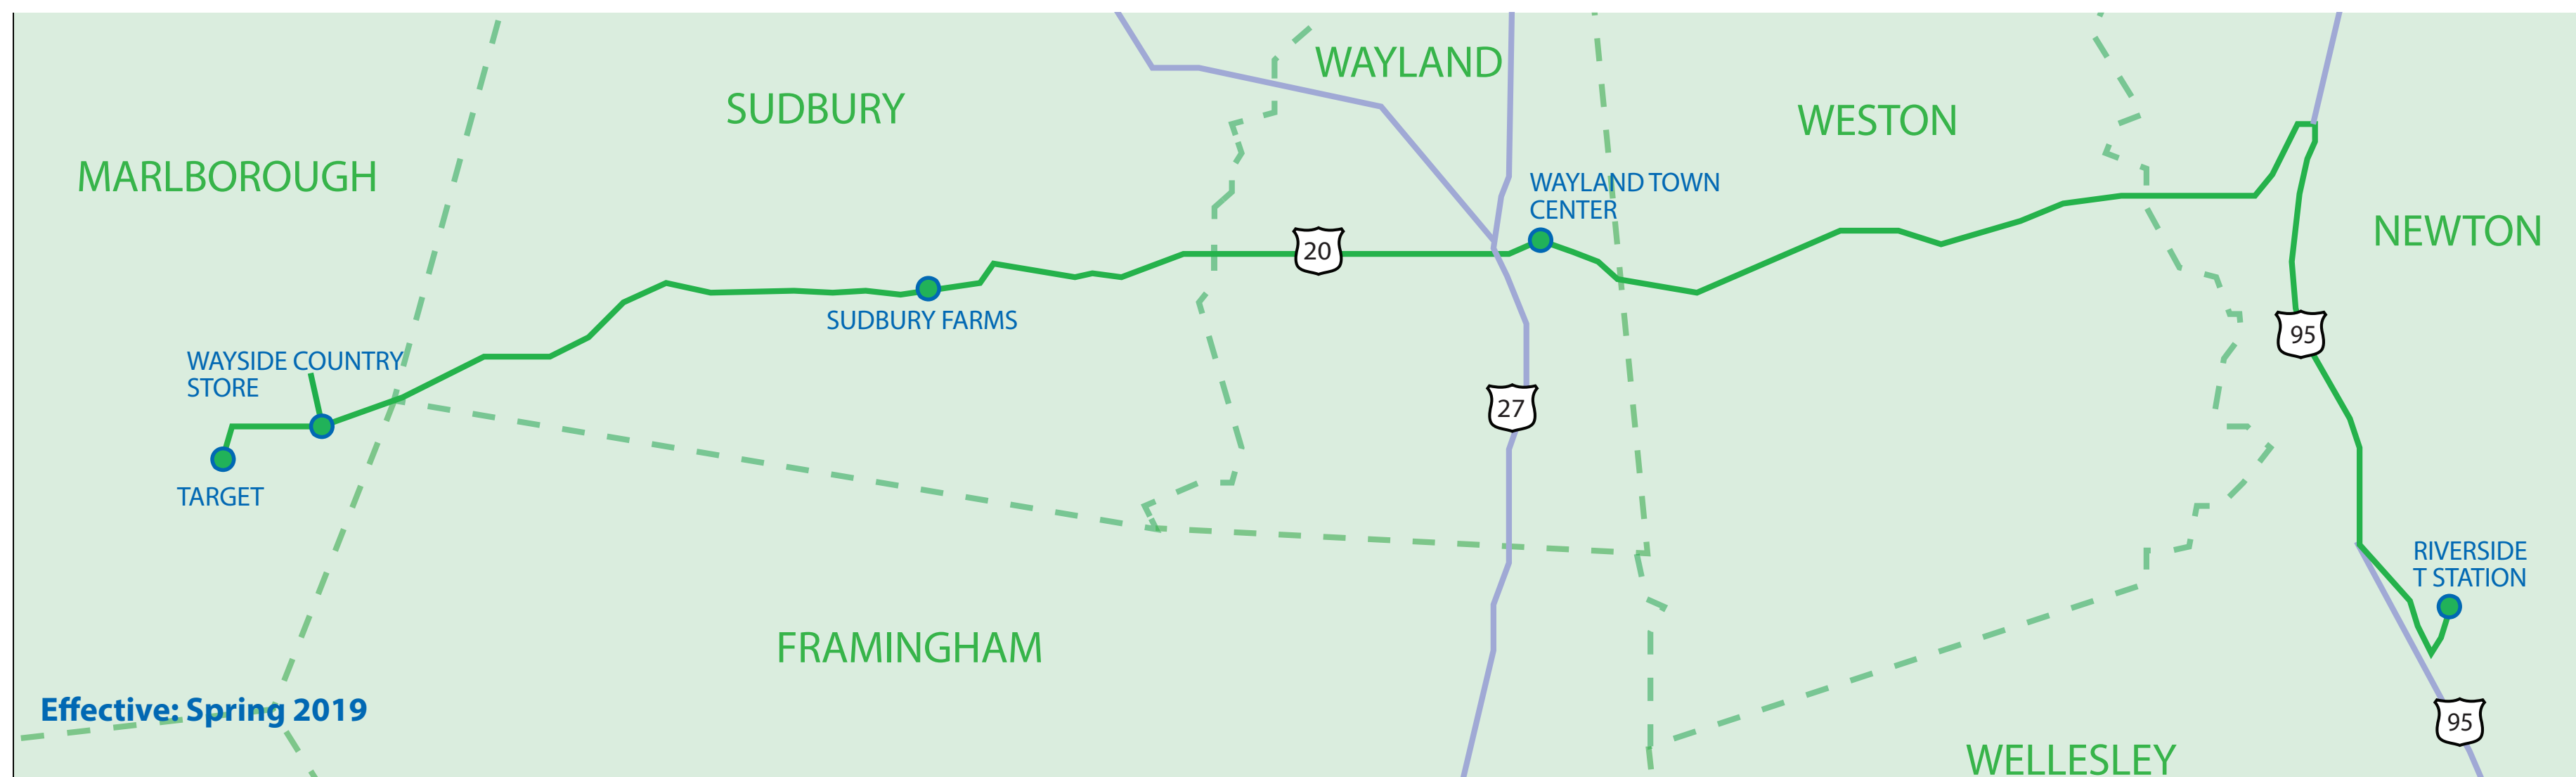 WAYLAND
SUDBURY
WESTON
MARLBOROUGH
WAYLAND TOWN
CENTER
NEWTON
20
SUDBURY FARMS
95
WAYSIDE COUNTRY
STORE
27
TARGET
RIVERSIDE
T STATION
FRAMINGHAM
Effective: Spring 2019
95
WELLESLEY